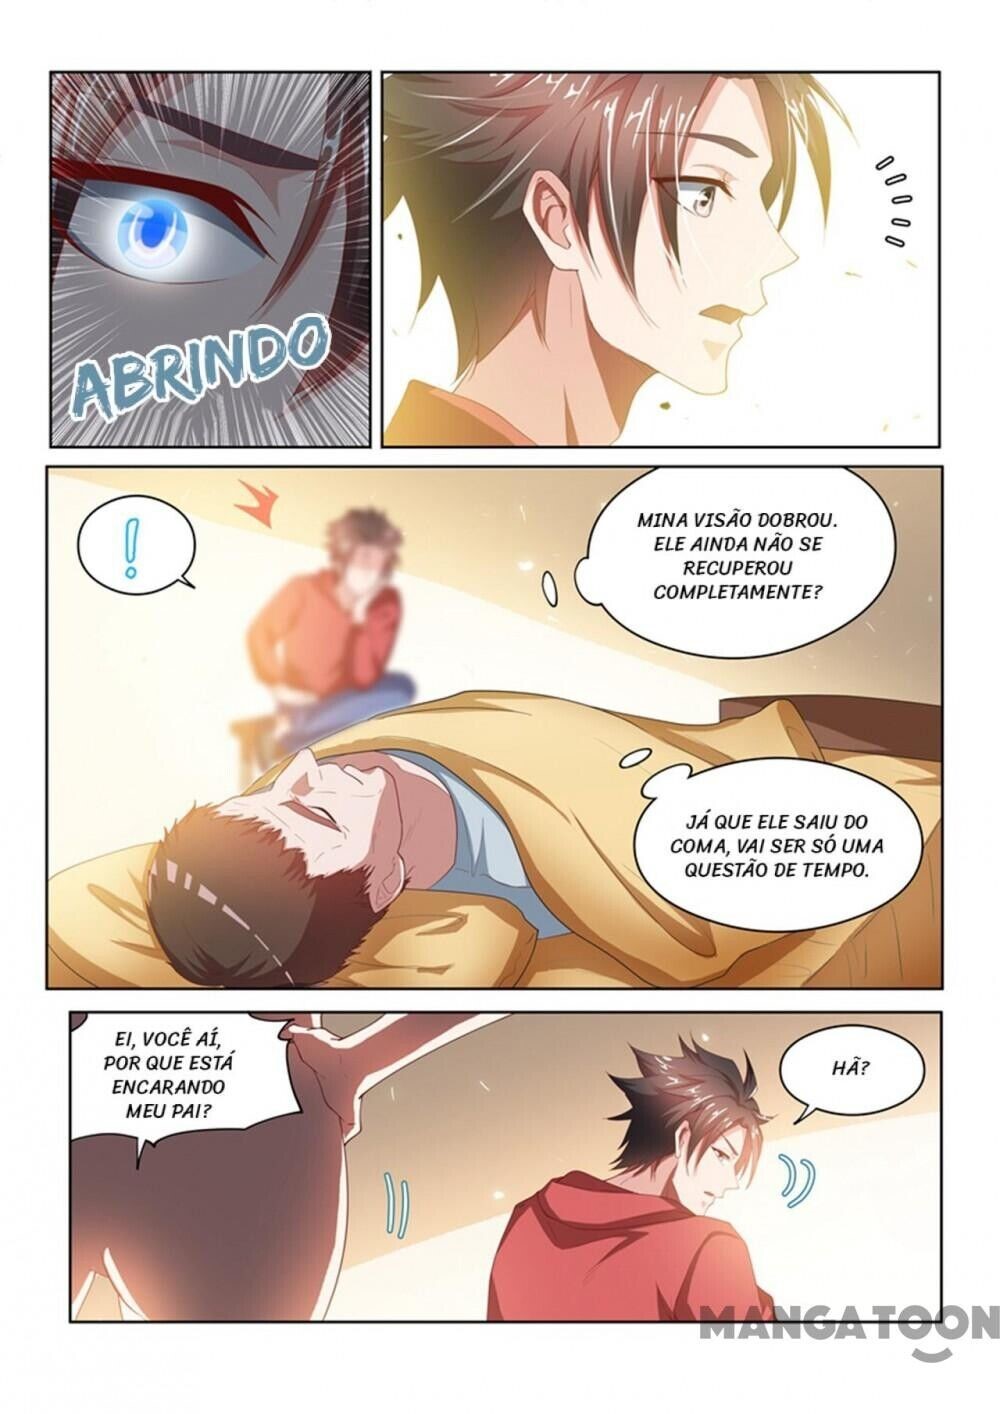 ABRINDO
!
MINA VISÃO DOBROU.
ELE AINDA NÃO SE
RECUPEROU
COMPLETAMENTE?
JÁ QUE ELE SAIU DO
COMA, VAI SER SÓ UMA
QUESTÃO DE TEMPO.
EI, VOCÊ AÍ,
POR QUE ESTÁ
ENCARANDO
MEU PAI?
HÃ?
MANGATOON